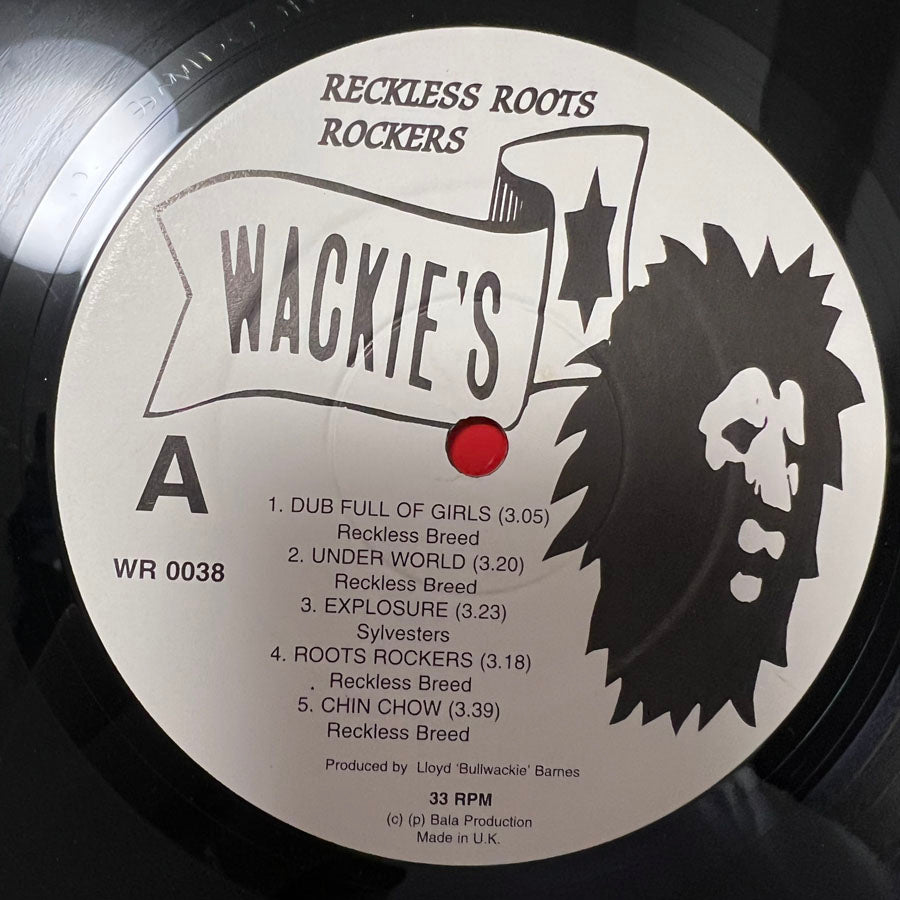 RECKLESS ROOTS
ROCKERS
WACKIE'S
A
WR 0038
1. DUB FULL OF GIRLS (3.05)
Reckless Breed
2. UNDER WORLD (3.20)
Reckless Breed
3. EXPLOSURE (3.23)
Sylvesters
4. ROOTS ROCKERS (3.18)
Reckless Breed
5. CHIN CHOW (3.39)
Reckless Breed
Produced by Lloyd 'Bullwackie' Barnes
33 RPM
(c) (p) Bala Production
Made in U.K.